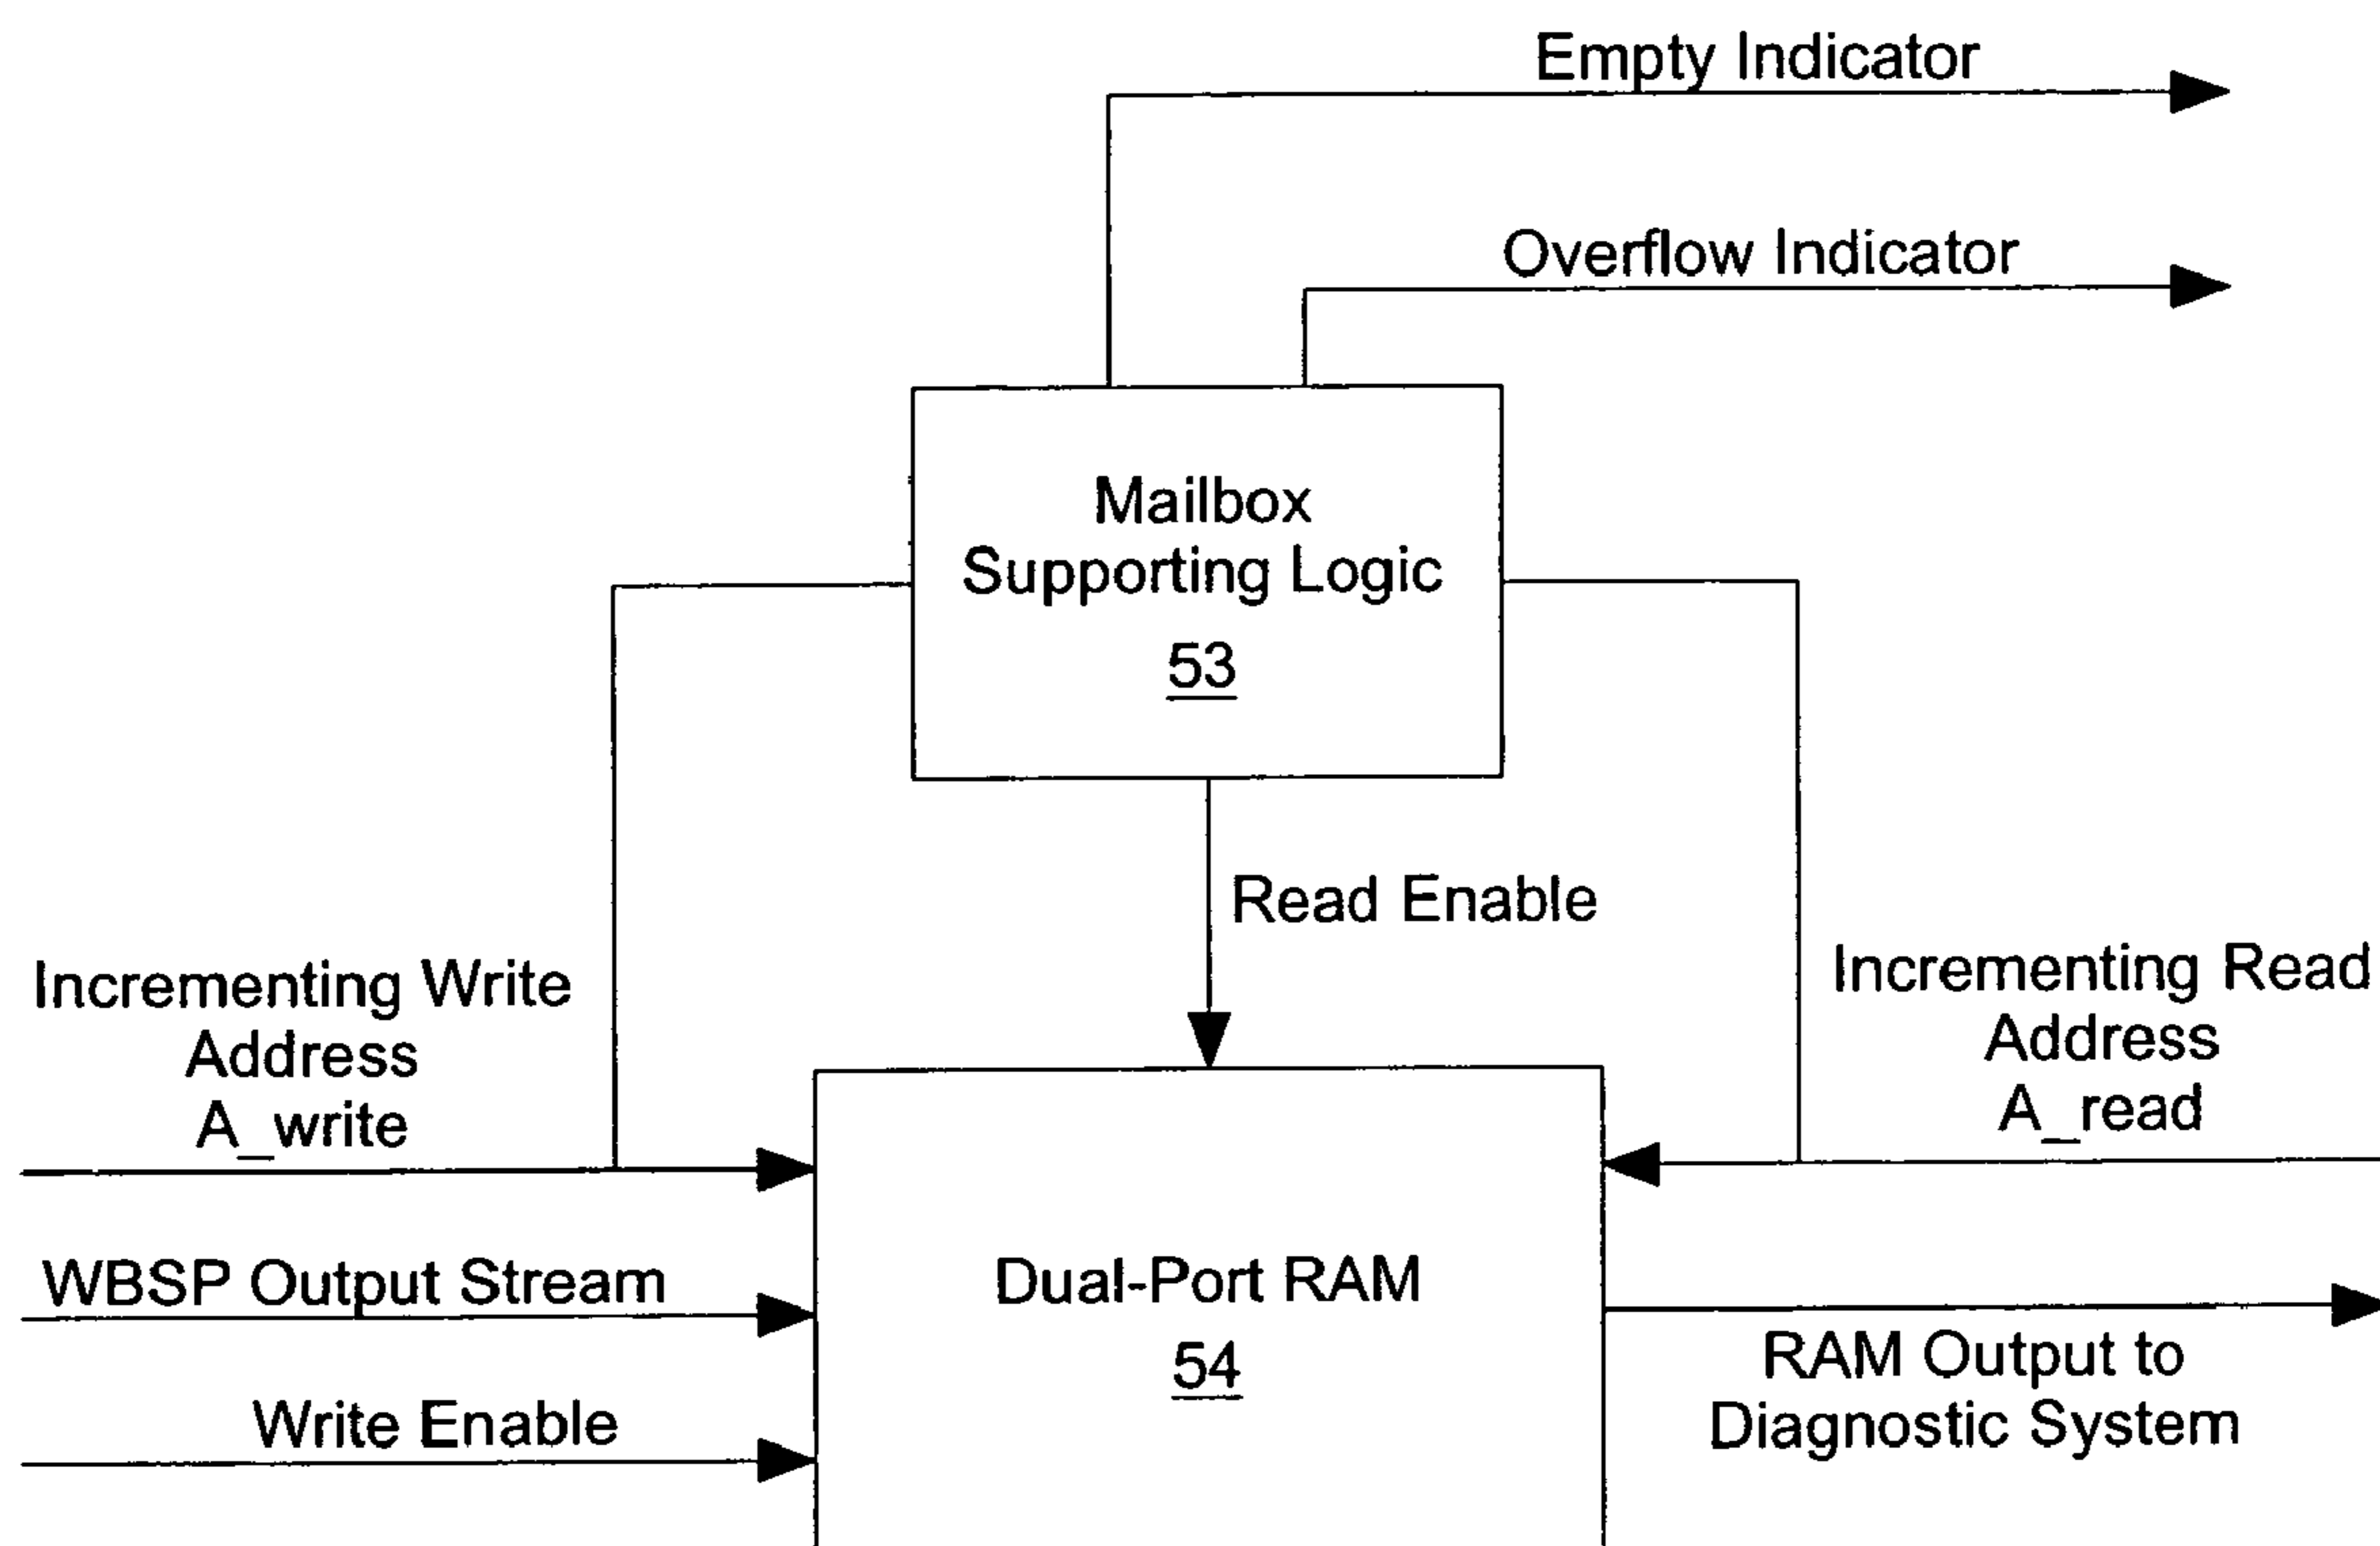 Empty Indicator
Overflow Indicator
Mailbox
Supporting Logic
53
Read Enable
Incrementing Write
Address
A_write
Incrementing Read
Address
A_read
WBSP Output Stream
Write Enable
Dual-Port RAM
54
RAM Output to
Diagnostic System